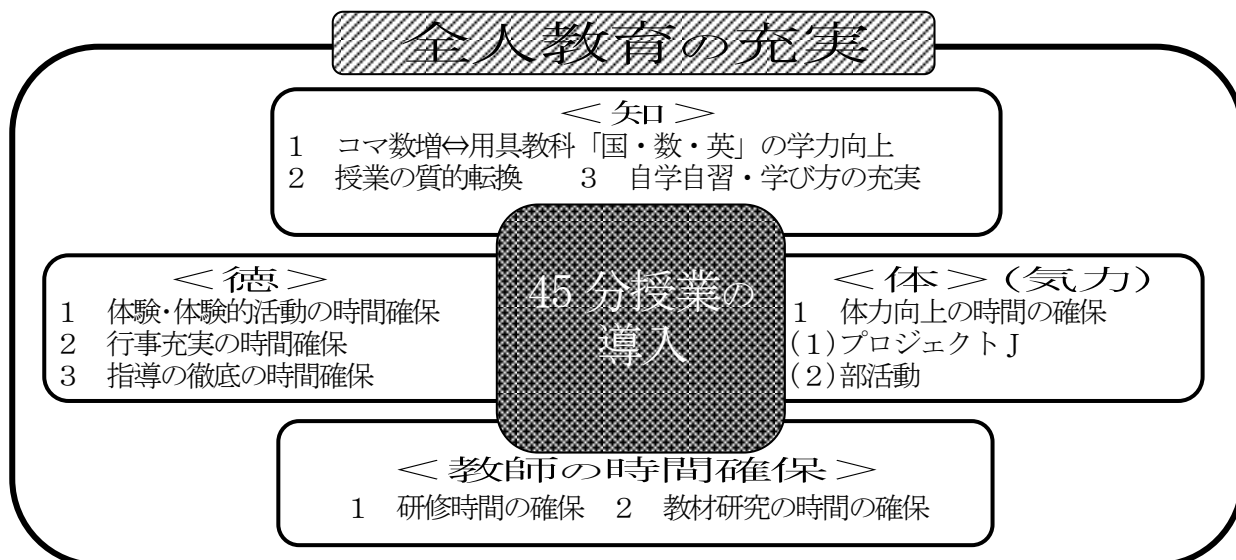 全人教育の充実
＜知＞
1　コマ数増⇔用具教科「国・数・英」の学力向上
2　授業の質的転換　　3　自学自習・学び方の充実
＜徳＞
1　体験･体験的活動の時間確保
2　行事充実の時間確保
3　指導の徹底の時間確保
45分授業の
導入
＜体＞(気力)
1　体力向上の時間の確保
(1)プロジェクトJ
(2)部活動
＜教師の時間確保＞
1　研修時間の確保　2　教材研究の時間の確保